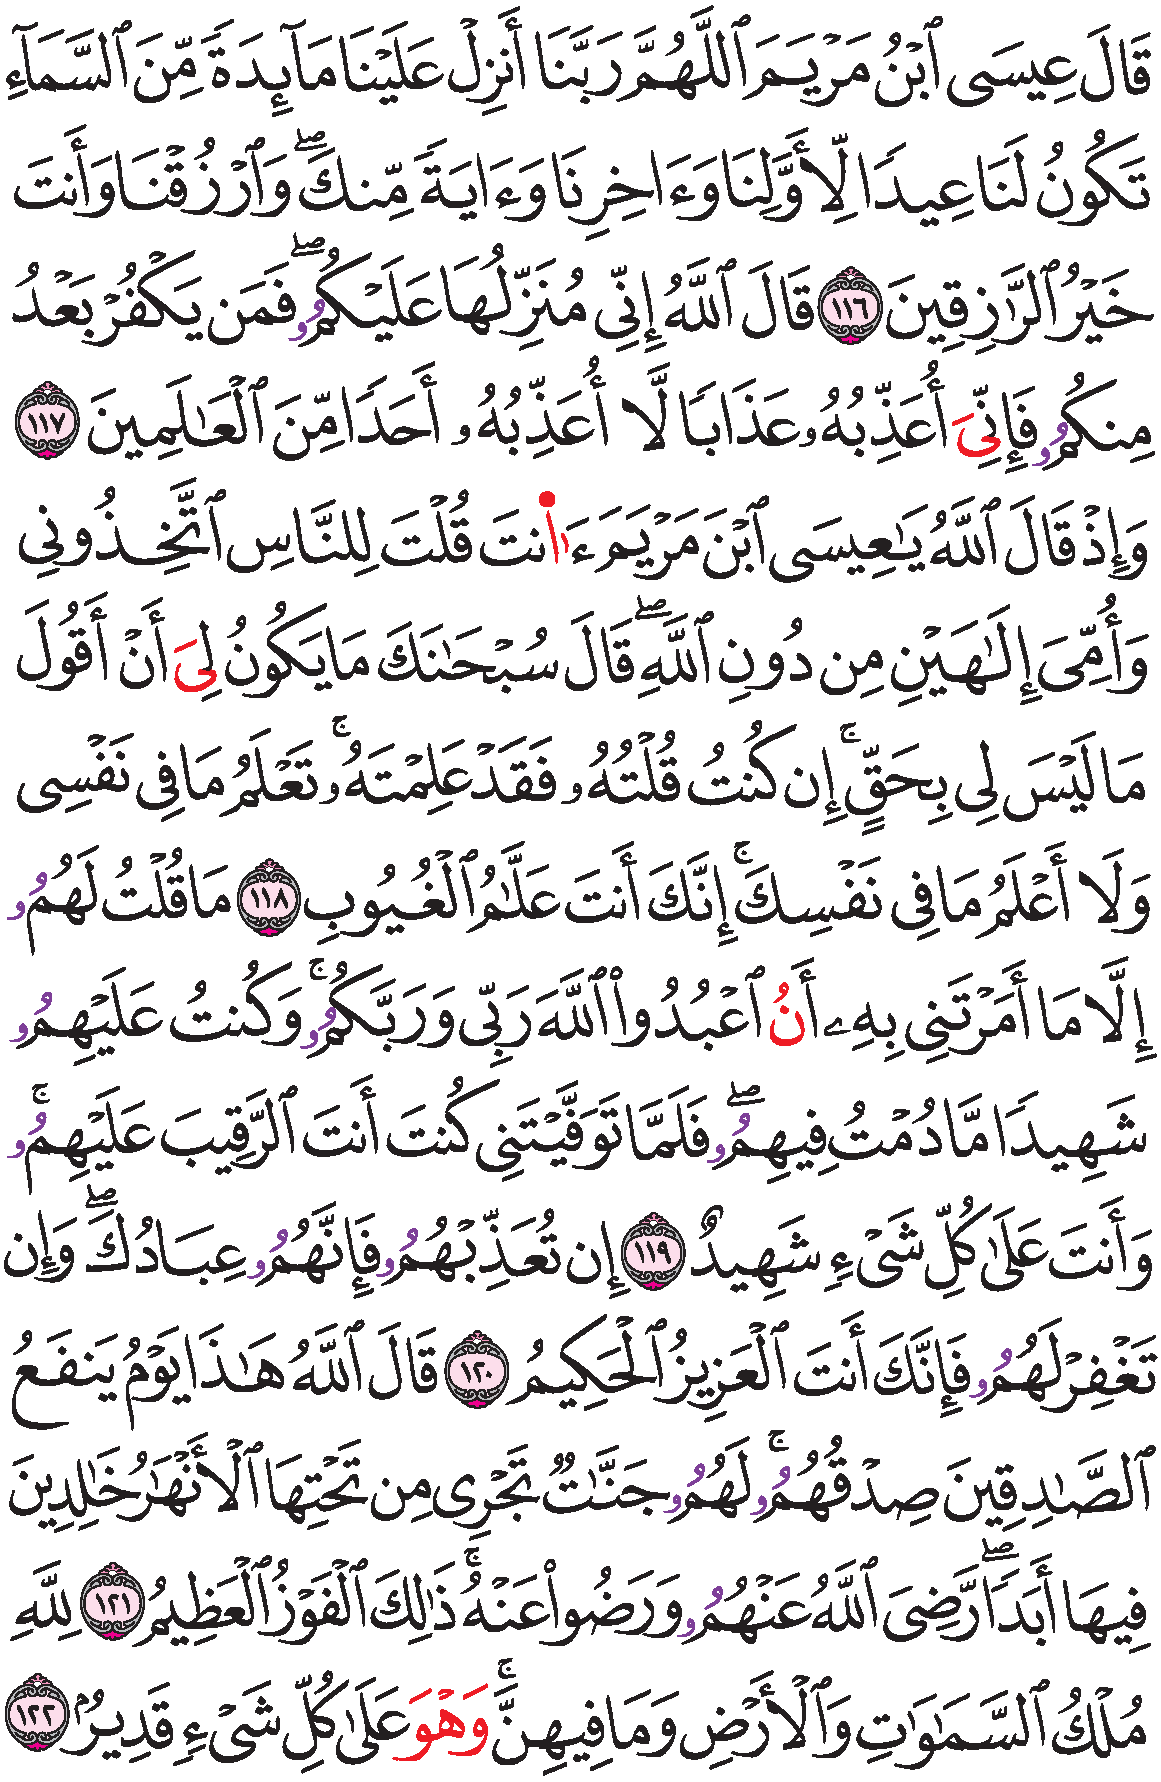 قَالَ عِيسَى ٱبۡنُ مَرۡيَمَ ٱللَّهُمَّ رَبَّنَا أَنزِلۡ عَلَيۡنَا مَآئِدَةٗ مِّنَ ٱلسَّمَآءِ
تَكُونُ لَنَا عِيدٗا لِّأَوَّلِنَا وَءَاخِرِنَا وَءَايَةٗ مِّنكَۖ وَٱرۡزُقۡنَا وَأَنتَ
خَيۡرُ ٱلرَّٰزِقِينَ ١١٦ قَالَ ٱللَّهُ إِنِّي مُنَزِّلُهَا عَلَيۡكُمُۥۖ فَمَن يَكۡفُرۡ بَعۡدُ
مِنكُمُۥ فَإِنِّيَ أُعَذِّبُهُۥ عَذَابٗا لَّا أُعَذِّبُهُۥ أَحَدٗا مِّنَ ٱلۡعَٰلَمِينَ ١١٧
وَإِذۡ قَالَ ٱللَّهُ يَٰعِيسَى ٱبۡنَ مَرۡيَمَ ءَا۬نتَ قُلۡتَ لِلنَّاسِ ٱتَّخِذُونِي
وَأُمِّيَ إِلَٰهَيۡنِ مِن دُونِ ٱللَّهِۖ قَالَ سُبۡحَٰنَكَ مَا يَكُونُ لِيَ أَنۡ أَقُولَ
مَا لَيۡسَ لِي بِحَقٍّۚ إِن كُنتُ قُلۡتُهُۥ فَقَدۡ عَلِمۡتَهُۥۚ تَعۡلَمُ مَا فِي نَفۡسِي
وَلَا أَعۡلَمُ مَا فِي نَفۡسِكَۚ إِنَّكَ أَنتَ عَلَّٰمُ ٱلۡغُيُوبِ ١١٨ مَا قُلۡتُ لَهُمُۥ
إِلَّا مَا أَمَرۡتَنِي بِهِۦ أَنُ ٱعۡبُدُواْ ٱللَّهَ رَبِّي وَرَبَّكُمُۥۚ وَكُنتُ عَلَيۡهِمُۥ
شَهِيدٗا مَّا دُمۡتُ فِيهِمُۥۖ فَلَمَّا تَوَفَّيۡتَنِي كُنتَ أَنتَ ٱلرَّقِيبَ عَلَيۡهِمُۥۚ
وَأَنتَ عَلَىٰ كُلِّ شَيۡءٖ شَهِيدٌ ١١٩ إِن تُعَذِّبۡهُمُۥ فَإِنَّهُمُۥ عِبَادُكَۖ وَإِن
تَغۡفِرۡ لَهُمُۥ فَإِنَّكَ أَنتَ ٱلۡعَزِيزُ ٱلۡحَكِيمُ ١٢٠ قَالَ ٱللَّهُ هَٰذَا يَوۡمُ يَنفَعُ
ٱلصَّٰدِقِينَ صِدۡقُهُمُۥۚ لَهُمُۥ جَنَّٰتٞ تَجۡرِي مِن تَحۡتِهَا ٱلۡأَنۡهَٰرُ خَٰلِدِينَ
فِيهَا أَبَدٗاۖ رَّضِيَ ٱللَّهُ عَنۡهُمُۥ وَرَضُواْ عَنۡهُۚ ذَٰلِكَ ٱلۡفَوۡزُ ٱلۡعَظِيمُ ١٢١ لِلَّهِ
مُلۡكُ ٱلسَّمَٰوَٰتِ وَٱلۡأَرۡضِ وَمَا فِيهِنَّۚ وَهۡوَ عَلَىٰ كُلِّ شَيۡءٖ قَدِيرُۢ ١٢٢